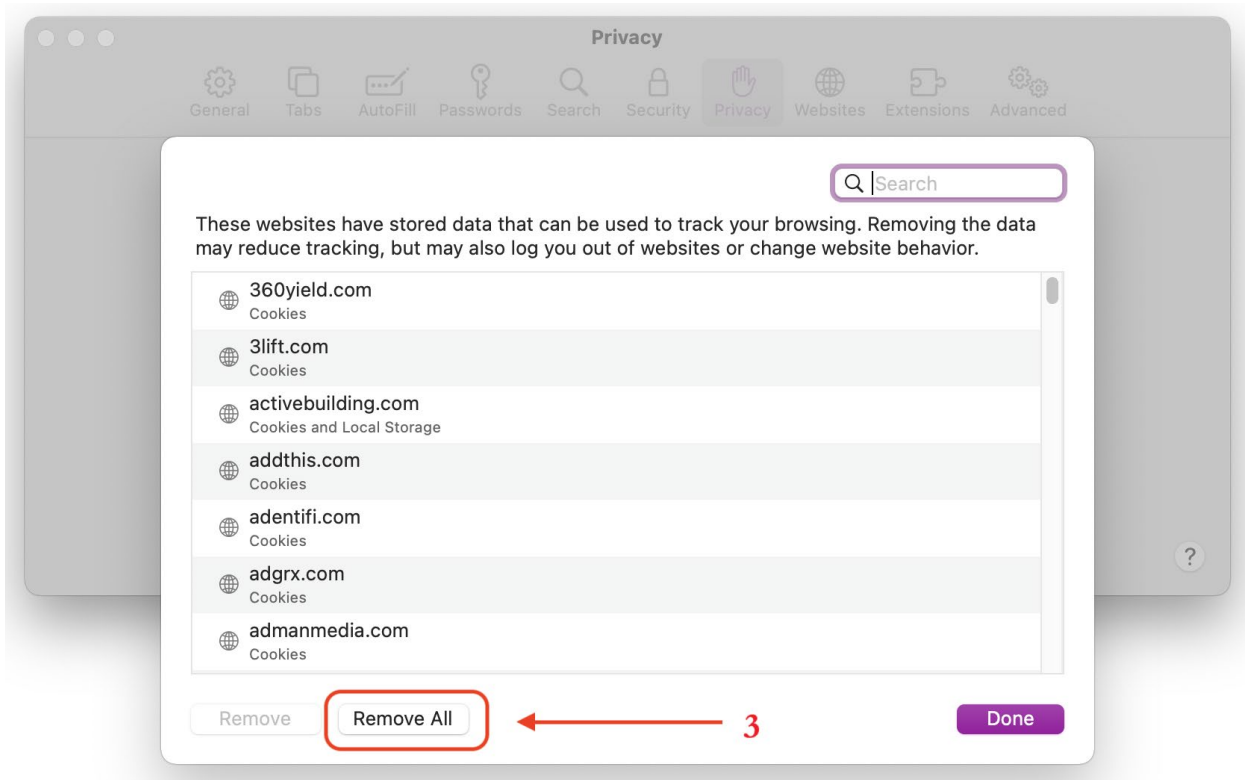 Privacy
General Tabs AutoFill Passwords Search Security Privacy Websites Extensions Advanced
Search
These websites have stored data that can be used to track your browsing. Removing the data
may reduce tracking, but may also log you out of websites or change website behavior.
360yield.com
Cookies
3lift.com
Cookies
activebuilding.com
Cookies and Local Storage
addthis.com
Cookies
adentifi.com
Cookies
adgrx.com
Cookies
admanmedia.com
Cookies
?
Remove Remove All 3 Done